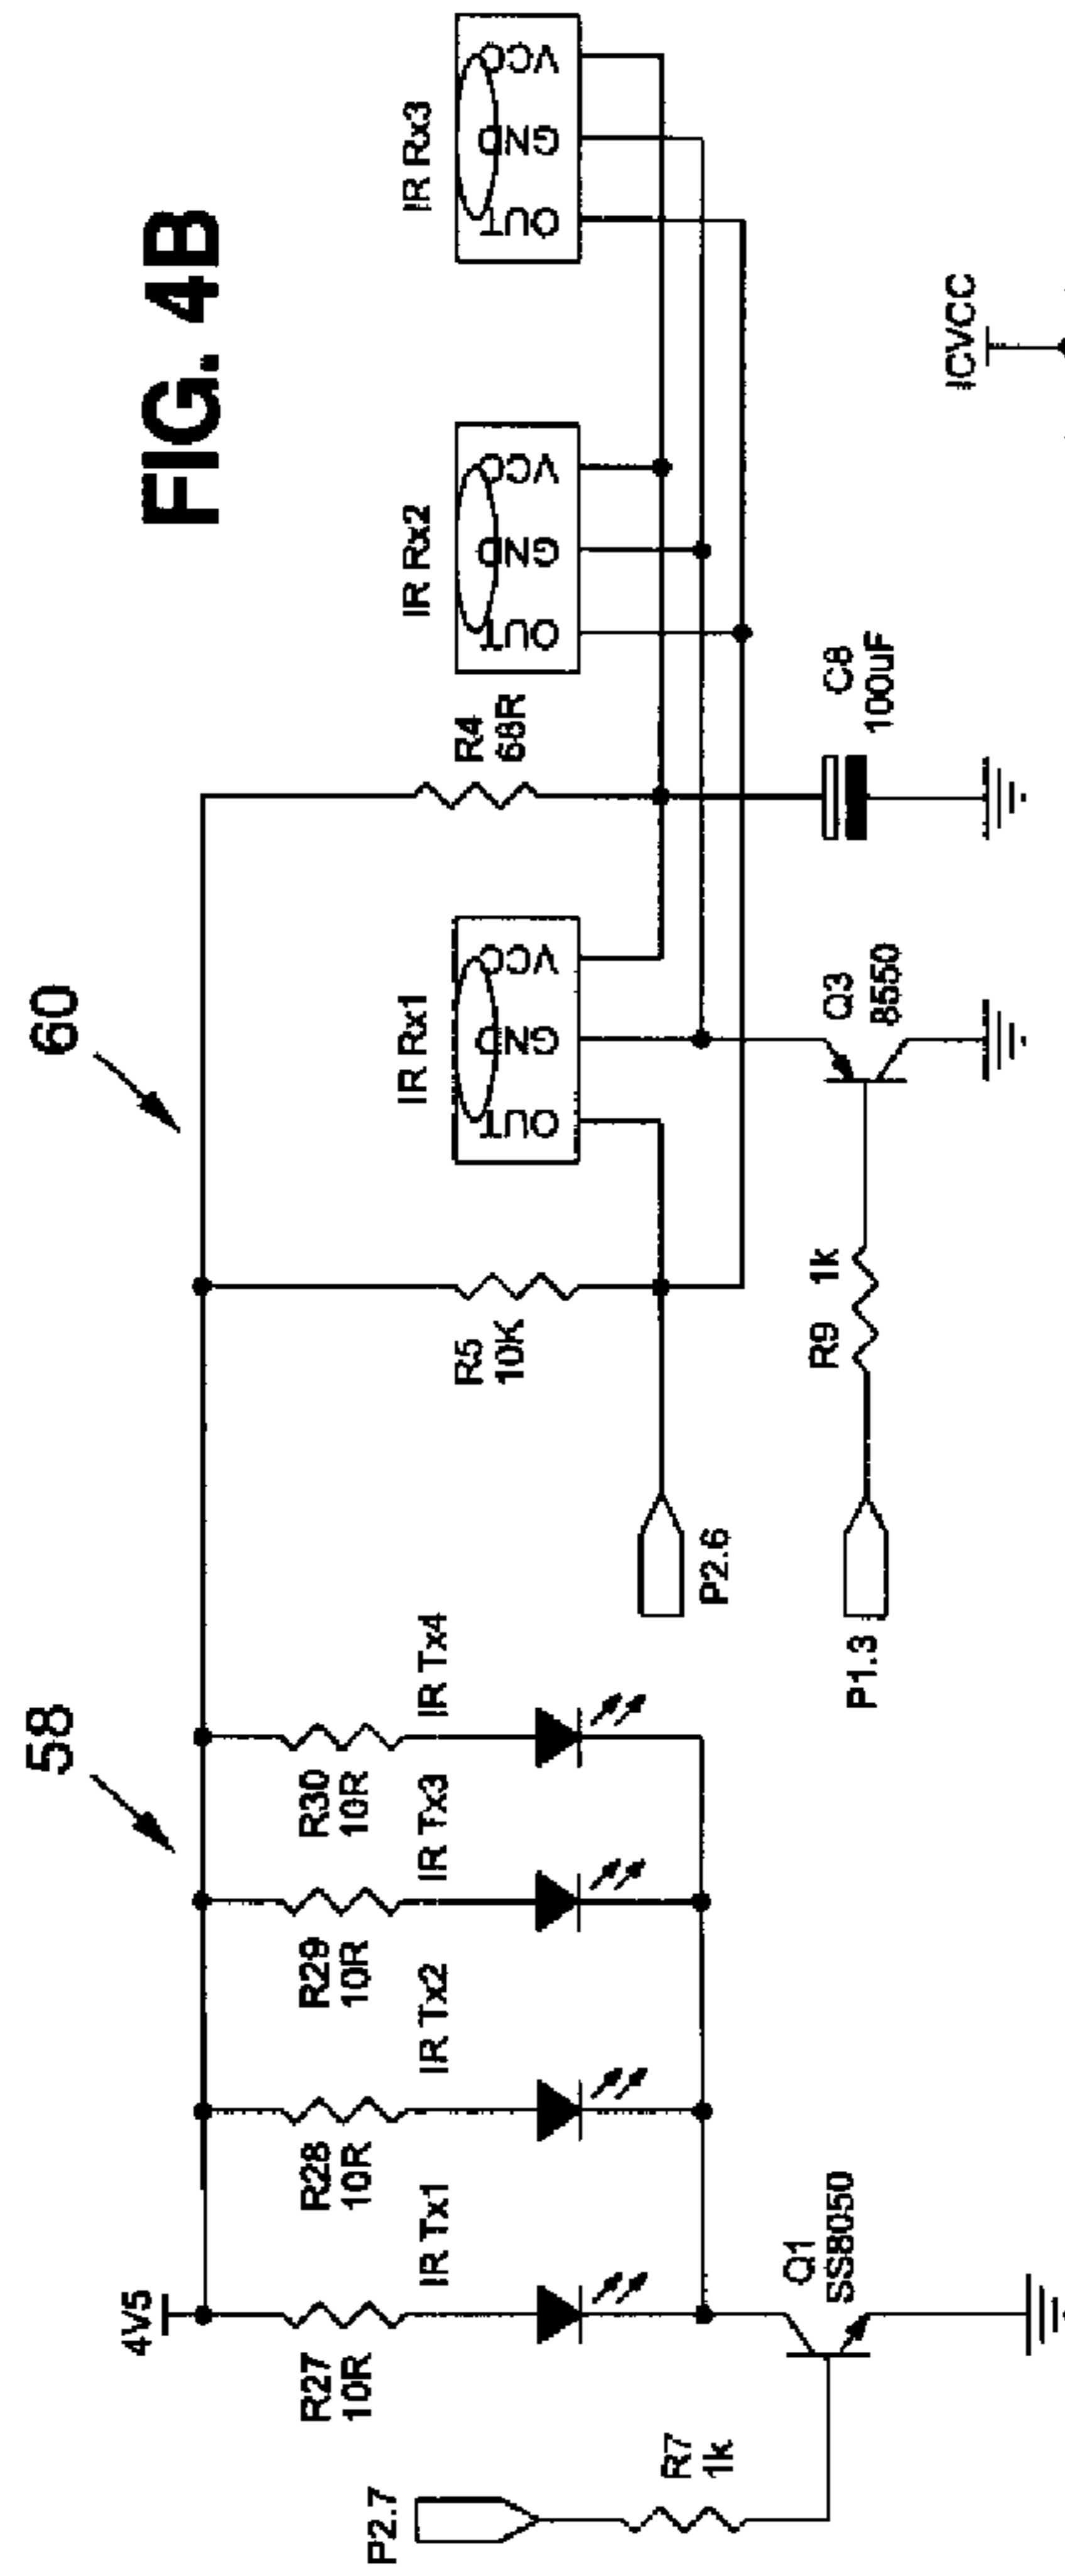 FIG. 4B
58
60
4V5
R27
10R
R28
10R
R29
10R
R30
10R
IR Tx1
IR Tx2
IR Tx3
IR Tx4
P2.7
R7
1k
Q1
SS8050
R5
10K
R4
68R
IR Rx1
OUT
GND
VCC
IR Rx2
OUT
GND
VCC
IR Rx3
OUT
GND
VCC
P2.6
P1.3
R9 1k
Q3
8550
C8
100uF
ICVCC